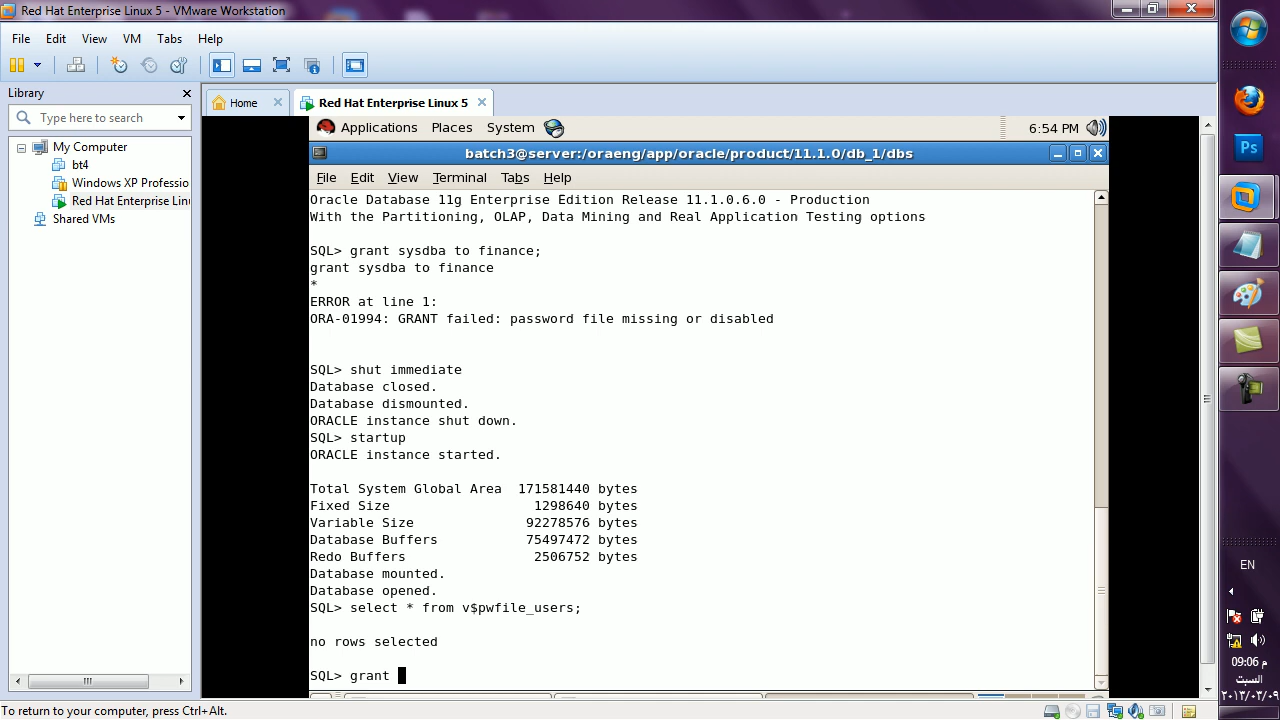 Red Hat Enterprise Linux 5 - VMware Workstation
File Edit View VM Tabs Help
Library
Type here to search
My Computer
bt4
Windows XP Professio
Red Hat Enterprise Linu
Shared VMs
Home
Red Hat Enterprise Linux 5
Applications Places System
6:54 PM
batch3@server:/oraeng/app/oracle/product/11.1.0/db_1/dbs
File Edit View Terminal Tabs Help
Oracle Database 11g Enterprise Edition Release 11.1.0.6.0 - Production
With the Partitioning, OLAP, Data Mining and Real Application Testing options
SQL> grant sysdba to finance;
grant sysdba to finance
*
ERROR at line 1:
ORA-01994: GRANT failed: password file missing or disabled
SQL> shut immediate
Database closed.
Database dismounted.
ORACLE instance shut down.
SQL> startup
ORACLE instance started.
Total System Global Area 171581440 bytes
Fixed Size 1298640 bytes
Variable Size 92278576 bytes
Database Buffers 75497472 bytes
Redo Buffers 2506752 bytes
Database mounted.
Database opened.
SQL> select * from v$pwfile_users;
no rows selected
SQL> grant
To return to your computer, press Ctrl+Alt.
Ps
EN
09:06 م
السبت
٢٠١٣/٠٣/٠٩